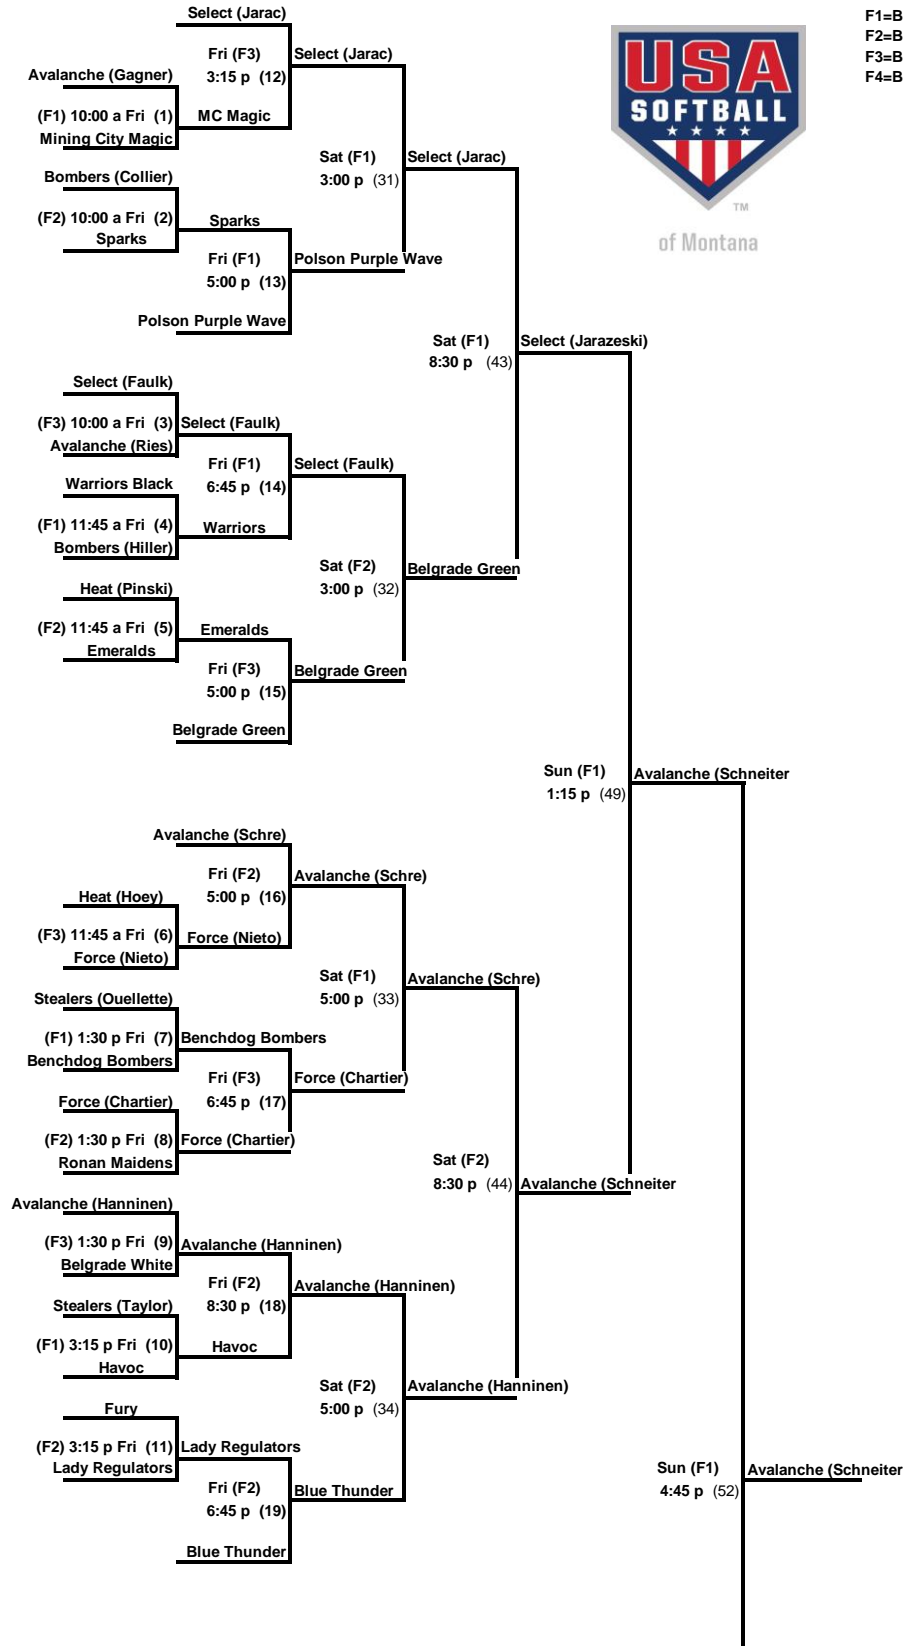 Select (Jarac)
F1=B
F2=B
F3=B
F4=B
USA
SOFTBALL
TM
of Montana
Fri (F3) Select (Jarac)
Avalanche (Gagner) 3:15 p (12)
(F1) 10:00 a Fri (1) MC Magic
Mining City Magic
Sat (F1) Select (Jarac)
Bombers (Collier) 3:00 p (31)
(F2) 10:00 a Fri (2) Sparks
Sparks
Fri (F1) Polson Purple Wave
5:00 p (13)
Polson Purple Wave
Sat (F1) Select (Jarazeski)
8:30 p (43)
Select (Faulk)
(F3) 10:00 a Fri (3) Select (Faulk)
Avalanche (Ries)
Fri (F1) Select (Faulk)
Warriors Black 6:45 p (14)
(F1) 11:45 a Fri (4) Warriors
Bombers (Hiller)
Sat (F2) Belgrade Green
Heat (Pinski) 3:00 p (32)
(F2) 11:45 a Fri (5) Emeralds
Emeralds
Fri (F3) Belgrade Green
5:00 p (15)
Belgrade Green
Sun (F1) Avalanche (Schneiter
1:15 p (49)
Avalanche (Schre)
Fri (F2) Avalanche (Schre)
Heat (Hoey) 5:00 p (16)
(F3) 11:45 a Fri (6) Force (Nieto)
Force (Nieto)
Sat (F1) Avalanche (Schre)
Stealers (Ouellette) 5:00 p (33)
(F1) 1:30 p Fri (7) Benchdog Bombers
Benchdog Bombers
Fri (F3) Force (Chartier)
Force (Chartier) 6:45 p (17)
(F2) 1:30 p Fri (8) Force (Chartier)
Ronan Maidens
Sat (F2)
8:30 p (44) Avalanche (Schneiter
Avalanche (Hanninen)
(F3) 1:30 p Fri (9) Avalanche (Hanninen)
Belgrade White
Fri (F2) Avalanche (Hanninen)
Stealers (Taylor) 8:30 p (18)
(F1) 3:15 p Fri (10) Havoc
Havoc
Sat (F2) Avalanche (Hanninen)
Fury 5:00 p (34)
(F2) 3:15 p Fri (11) Lady Regulators
Lady Regulators
Sun (F1) Avalanche (Schneiter
Fri (F2) Blue Thunder 4:45 p (52)
6:45 p (19)
Blue Thunder